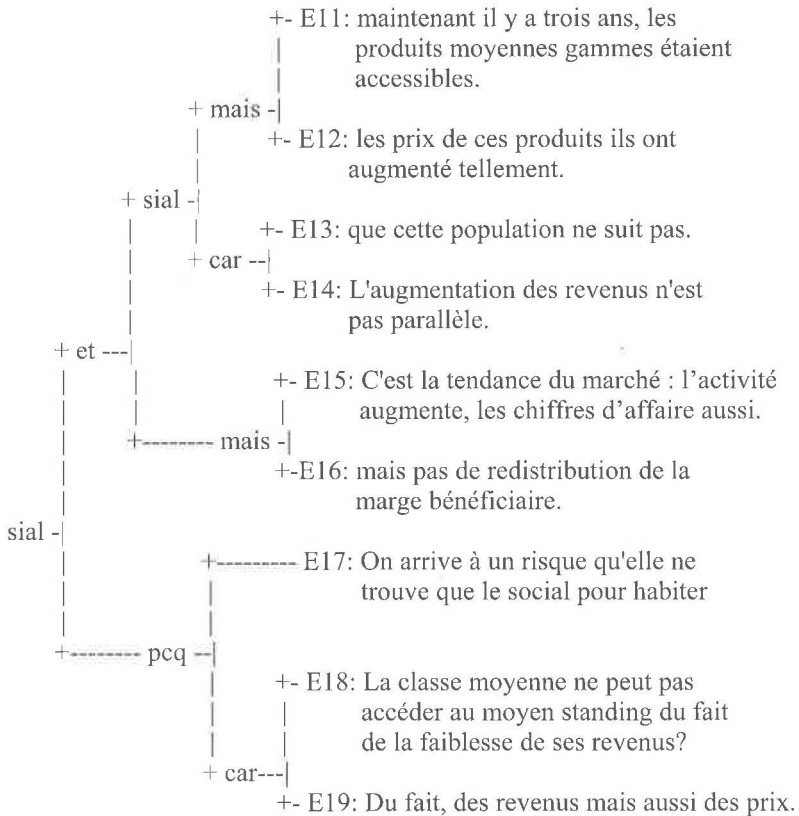 +- E11: maintenant il y a trois ans, les
produits moyennes gammes étaient
accessibles.
+ mais -|
+- E12: les prix de ces produits ils ont
augmenté tellement.
+ sial -|
+- E13: que cette population ne suit pas.
+ car --|
+- E14: L'augmentation des revenus n'est
pas parallèle.
+ et ---|
+- E15: C'est la tendance du marché : l’activité
augmente, les chiffres d’affaire aussi.
+-------- mais -|
+-E16: mais pas de redistribution de la
marge bénéficiaire.
sial -|
+--------- E17: On arrive à un risque qu'elle ne
trouve que le social pour habiter
+-------- pcq --|
+- E18: La classe moyenne ne peut pas
accéder au moyen standing du fait
de la faiblesse de ses revenus?
+ car---|
+- E19: Du fait, des revenus mais aussi des prix.